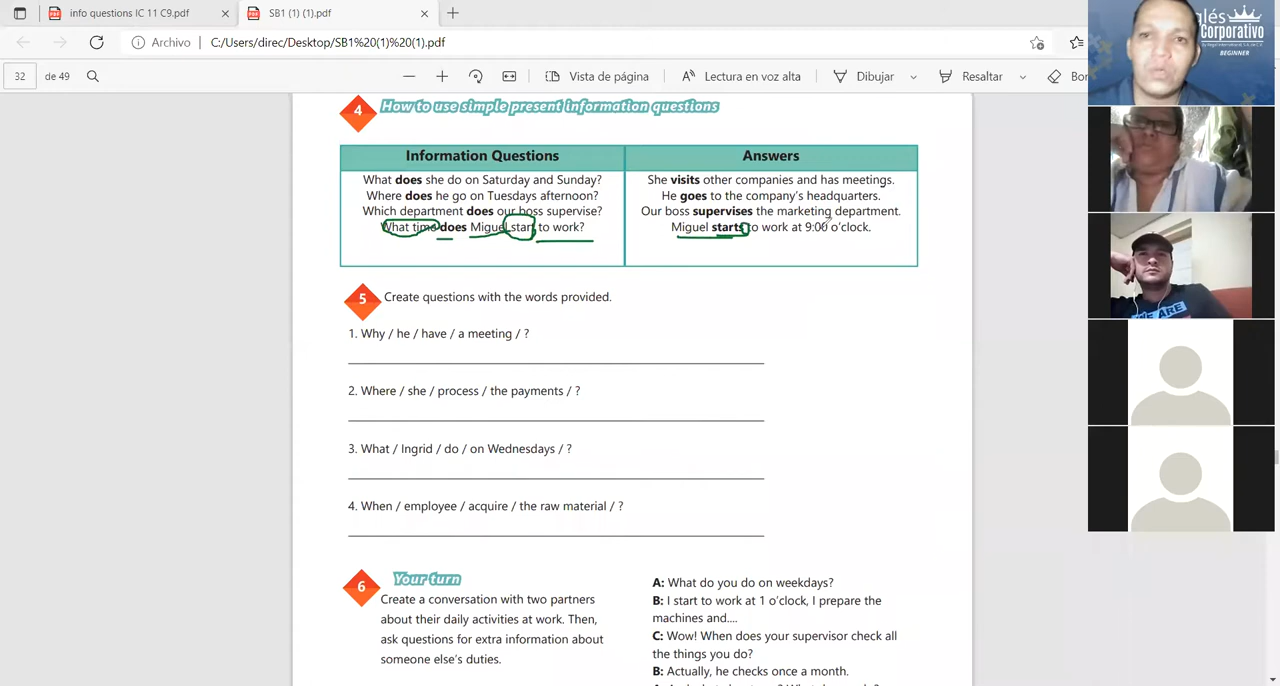 info questions IC 11 C9.pdf
SB1 (1) (1).pdf
Archivo
C:/Users/direc/Desktop/SB1%20(1)%20(1).pdf
32
de 49
Vista de página
Lectura en voz alta
Dibujar
Resaltar
Inglés
Corporativo
BEGINNER
4 How to use simple present information questions
Information Questions
What does she do on Saturday and Sunday?
Where does he go on Tuesdays afternoon?
Which department does our boss supervise?
What time does Miguel start to work?
Answers
She visits other companies and has meetings.
He goes to the company's headquarters.
Our boss supervises the marketing department.
Miguel starts to work at 9:00 o'clock.
5 Create questions with the words provided.
1. Why / he / have / a meeting / ?
2. Where / she / process / the payments / ?
3. What / Ingrid / do / on Wednesdays / ?
4. When / employee / acquire / the raw material / ?
6 Your turn
Create a conversation with two partners
about their daily activities at work. Then,
ask questions for extra information about
someone else's duties.
A: What do you do on weekdays?
B: I start to work at 1 o'clock, I prepare the
machines and....
C: Wow! When does your supervisor check all
the things you do?
B: Actually, he checks once a month.
WE ARE